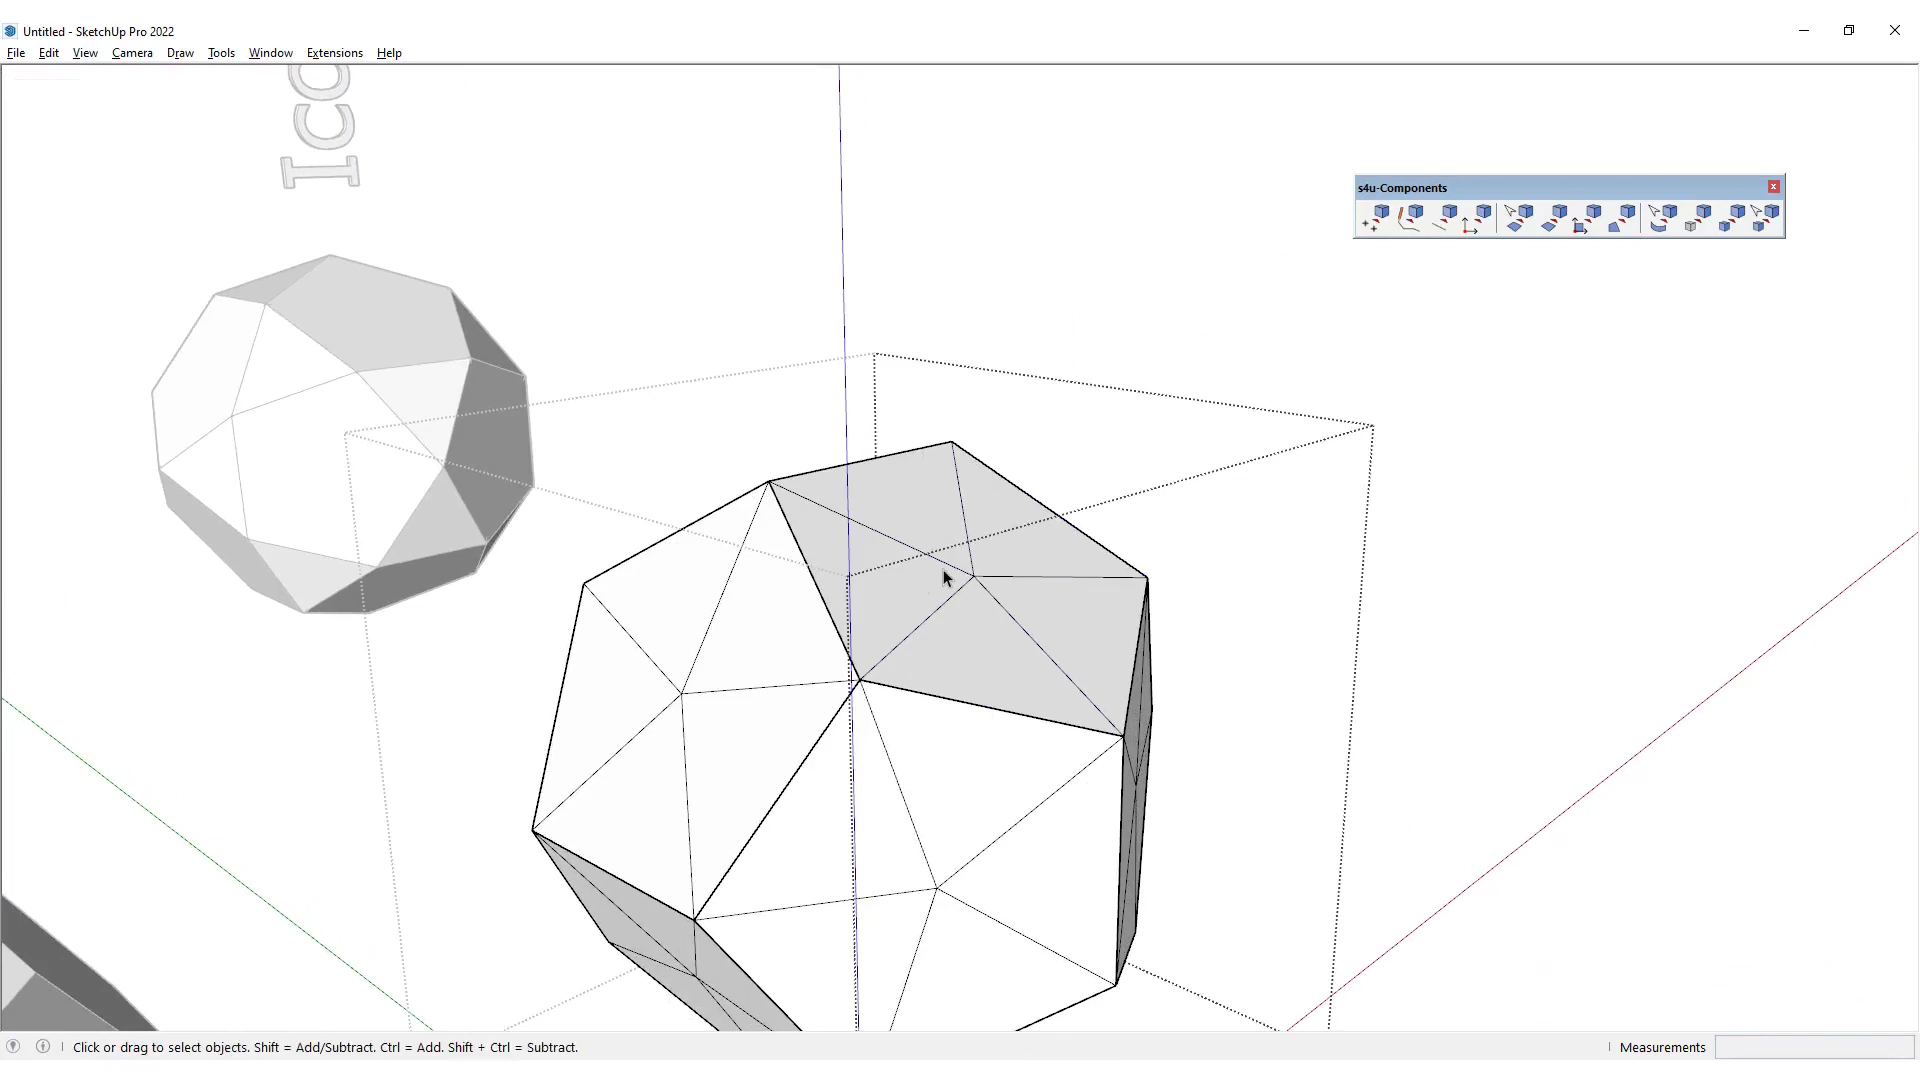 Untitled - SketchUp Pro 2022
File Edit View Camera Draw Tools Window Extensions Help
Ico
s4u-Components
Click or drag to select objects. Shift = Add/Subtract. Ctrl = Add. Shift + Ctrl = Subtract.
Measurements